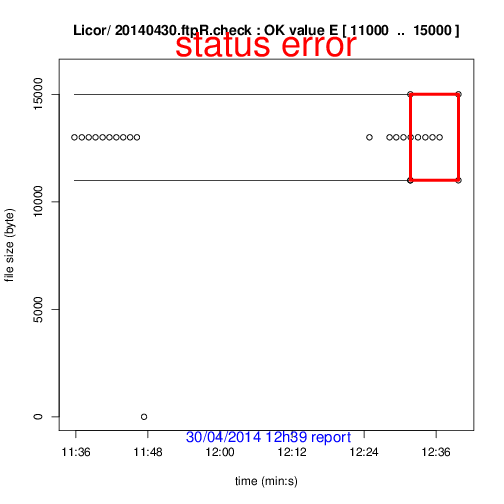 Licor/ 20140430.ftpR.check : OK value E [ 11000 .. 15000 ]
status error
15000
10000
5000
0
file size (byte)
30/04/2014 12h39 report
11:36 11:48 12:00 12:12 12:24 12:36
time (min:s)